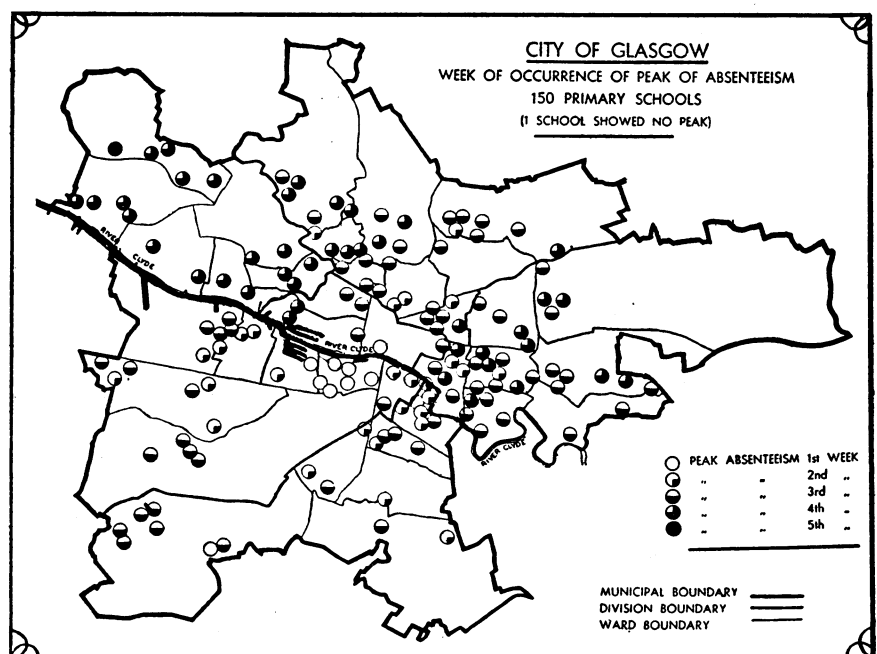 CITY OF GLASGOW
WEEK OF OCCURRENCE OF PEAK OF ABSENTEEISM
150 PRIMARY SCHOOLS
(1 SCHOOL SHOWED NO PEAK)
RIVER CLYDE
RIVER CLYDE
RIVER CLYDE
PEAK ABSENTEEISM 1st WEEK
„ „ 2nd „
„ „ 3rd „
„ „ 4th „
„ „ 5th „
MUNICIPAL BOUNDARY
DIVISION BOUNDARY
WARD BOUNDARY